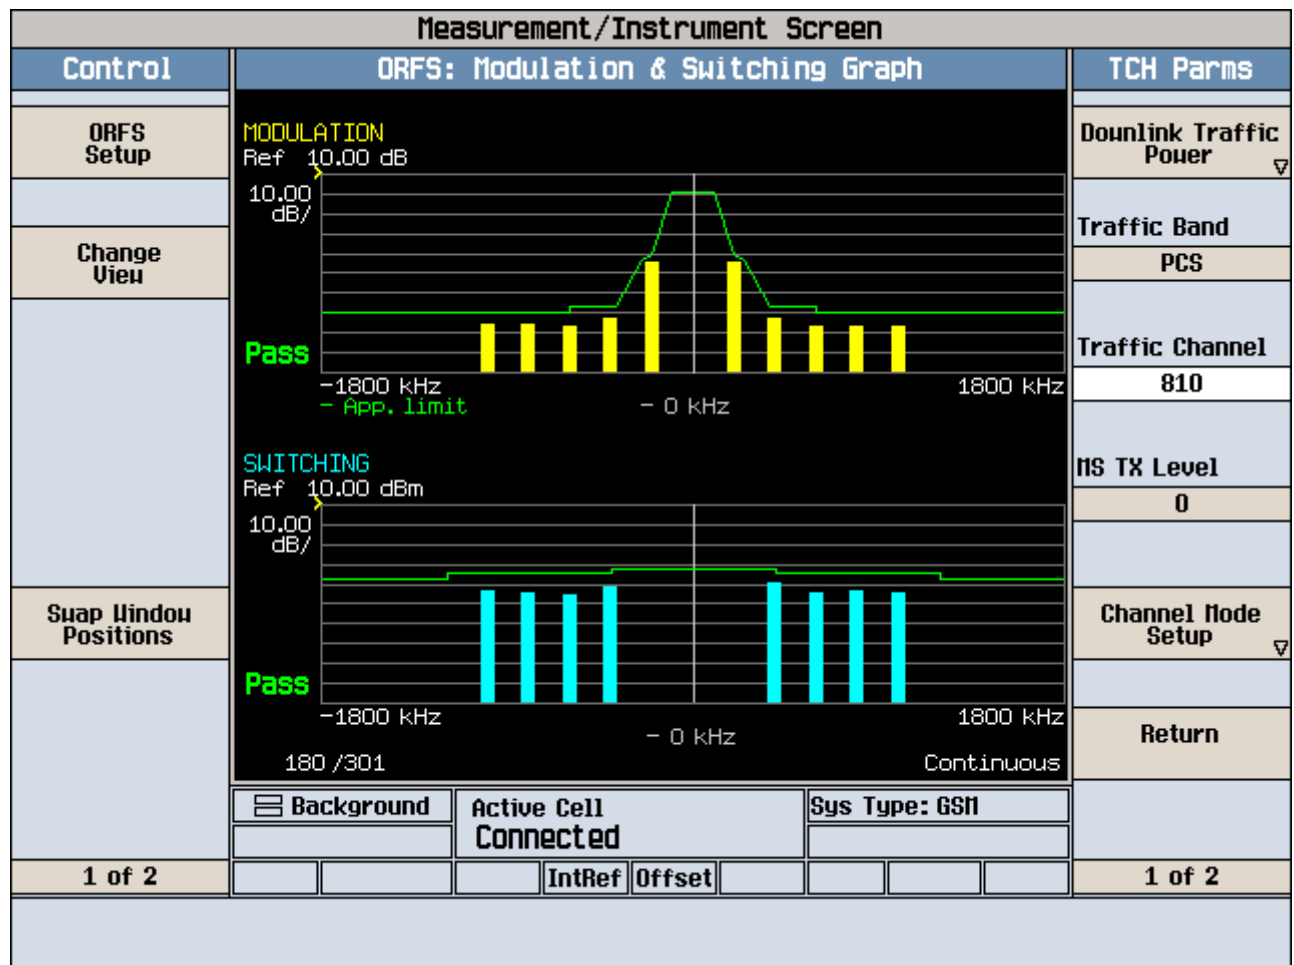 Measurement/Instrument Screen
Control
ORFS: Modulation & Switching Graph
TCH Parms
ORFS
Setup
Change
View
Swap Window
Positions
1 of 2
MODULATION
Ref 10.00 dB
10.00
dB/
Pass
-1800 kHz
1800 kHz
- App. limit
- 0 kHz
SWITCHING
Ref 10.00 dBm
10.00
dB/
Pass
-1800 kHz
1800 kHz
- 0 kHz
180 /301
Continuous
Background
Active Cell
Connected
Sys Type: GSM
IntRef
Offset
Downlink Traffic
Power
Traffic Band
PCS
Traffic Channel
810
MS TX Level
0
Channel Mode
Setup
Return
1 of 2